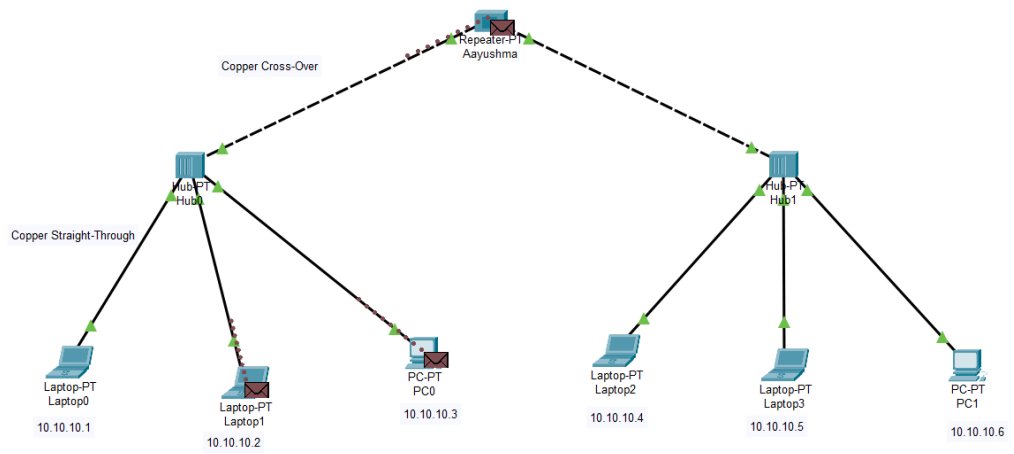 Repeater-PT
Aayushma
Copper Cross-Over
Hub-PT
Hub0
Hub-PT
Hub1
Copper Straight-Through
Laptop-PT
Laptop0
10.10.10.1
Laptop-PT
Laptop1
10.10.10.2
PC-PT
PC0
10.10.10.3
Laptop-PT
Laptop2
10.10.10.4
Laptop-PT
Laptop3
10.10.10.5
PC-PT
PC1
10.10.10.6